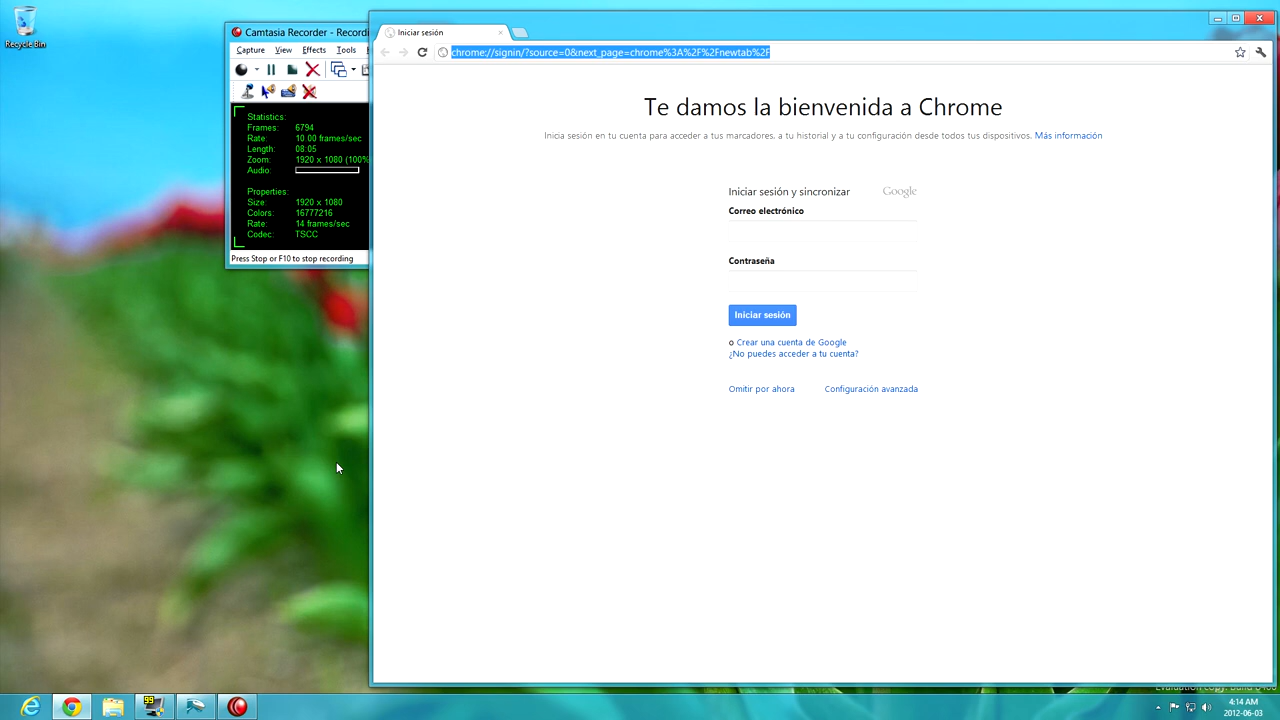 Recycle Bin
Camtasia Recorder - Recordi
Capture View Effects Tools
Statistics:
Frames: 6794
Rate: 10.00 frames/sec
Length: 08:05
Zoom: 1920 x 1080 (100%
Audio:
Properties:
Size: 1920 x 1080
Colors: 16777216
Rate: 14 frames/sec
Codec: TSCC
Press Stop or F10 to stop recording
Iniciar sesión
chrome://signin/?source=0&next_page=chrome%3A%2F%2Fnewtab%2F
Te damos la bienvenida a Chrome
Inicia sesión en tu cuenta para acceder a tus marcadores, a tu historial y a tu configuración desde todos tus dispositivos. Más información
Iniciar sesión y sincronizar Google
Correo electrónico
Contraseña
Iniciar sesión
o Crear una cuenta de Google
¿No puedes acceder a tu cuenta?
Omitir por ahora Configuración avanzada
99
4:14 AM
2012-06-03